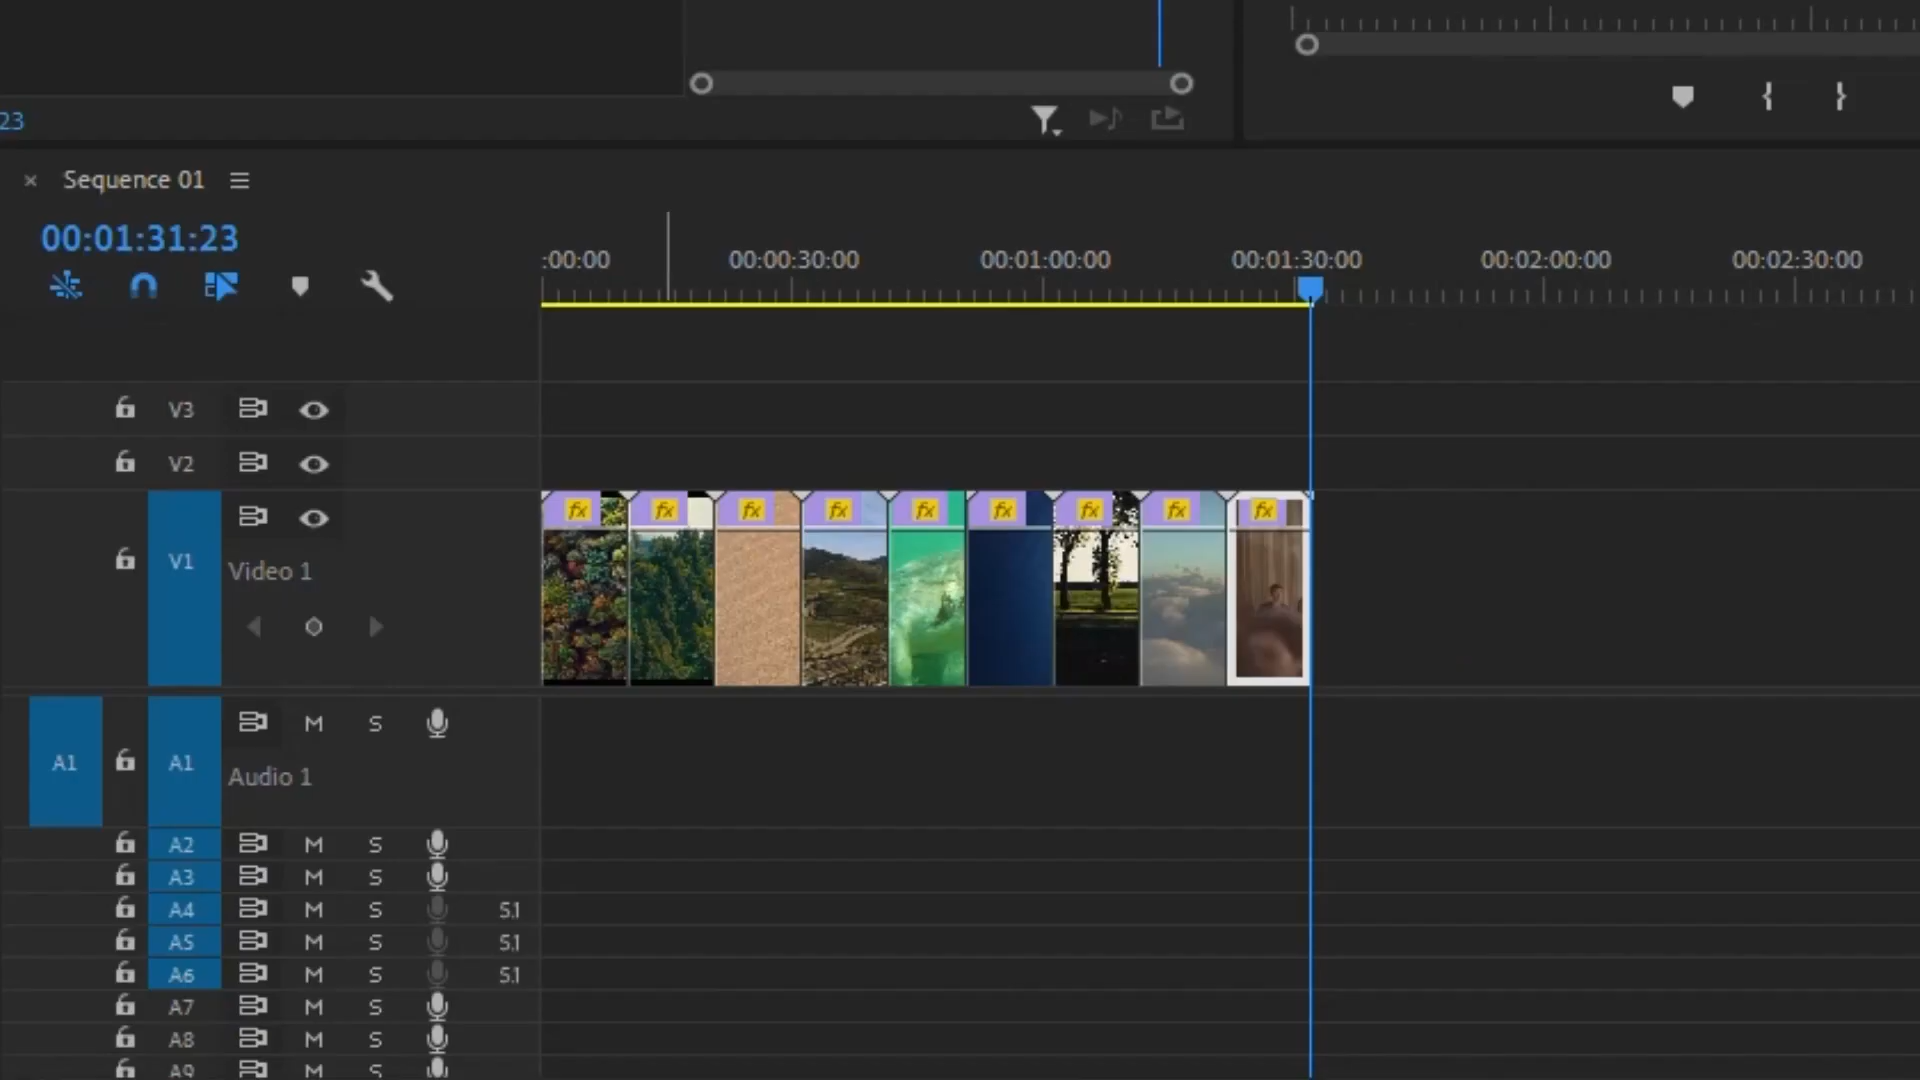 23
Sequence 01
00:01:31:23
:00:00 00:00:30:00 00:01:00:00 00:01:30:00 00:02:00:00 00:02:30:00
V3
V2
fx fx fx fx fx fx fx fx fx
V1
Video 1
A1 A1 M S
Audio 1
A2 M S
A3 M S
A4 M S 5.1
A5 M S 5.1
A6 M S 5.1
A7 M S
A8 M S
A9 M S